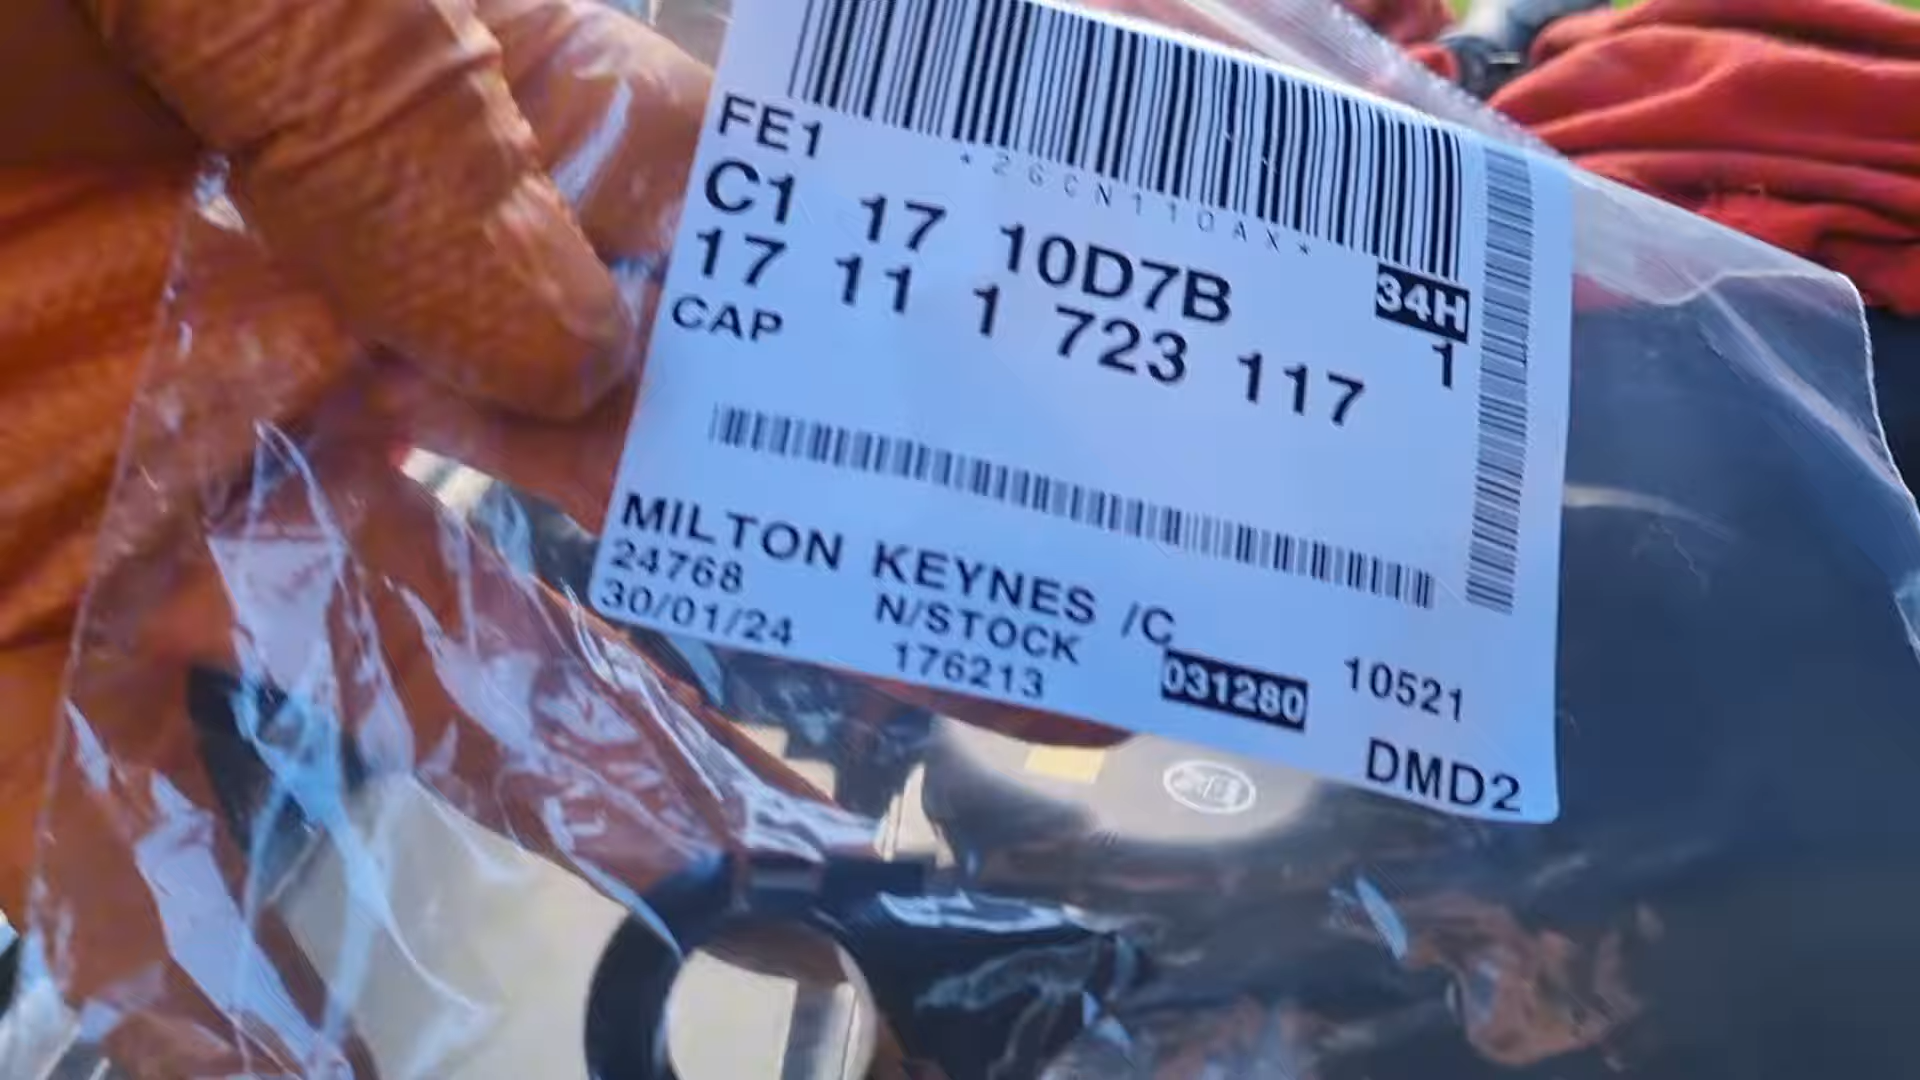 *2GCN110AX*
FE1
C1 17 10D7B 34H
17 11 1 723 117 1
CAP
MILTON KEYNES /C
24768 N/STOCK 10521
30/01/24 176213 031280
DMD2